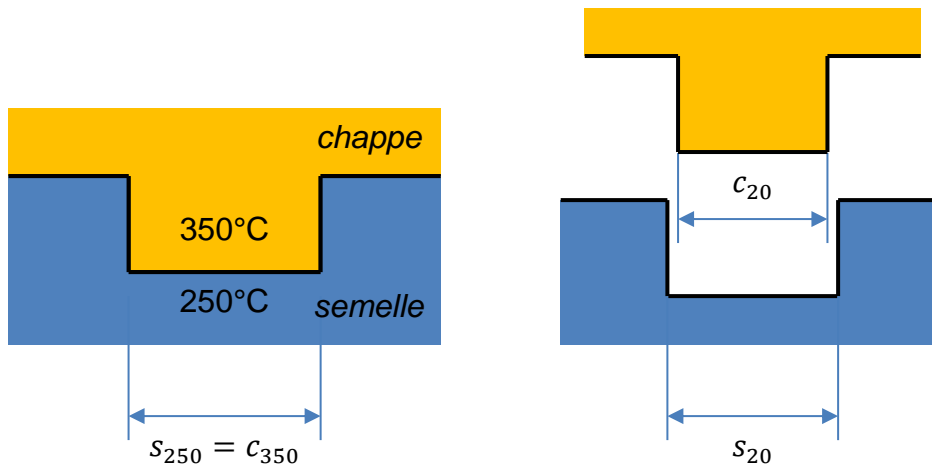 chappe
350°C
250°C
semelle
s₂₅₀ = c₃₅₀
c₂₀
s₂₀